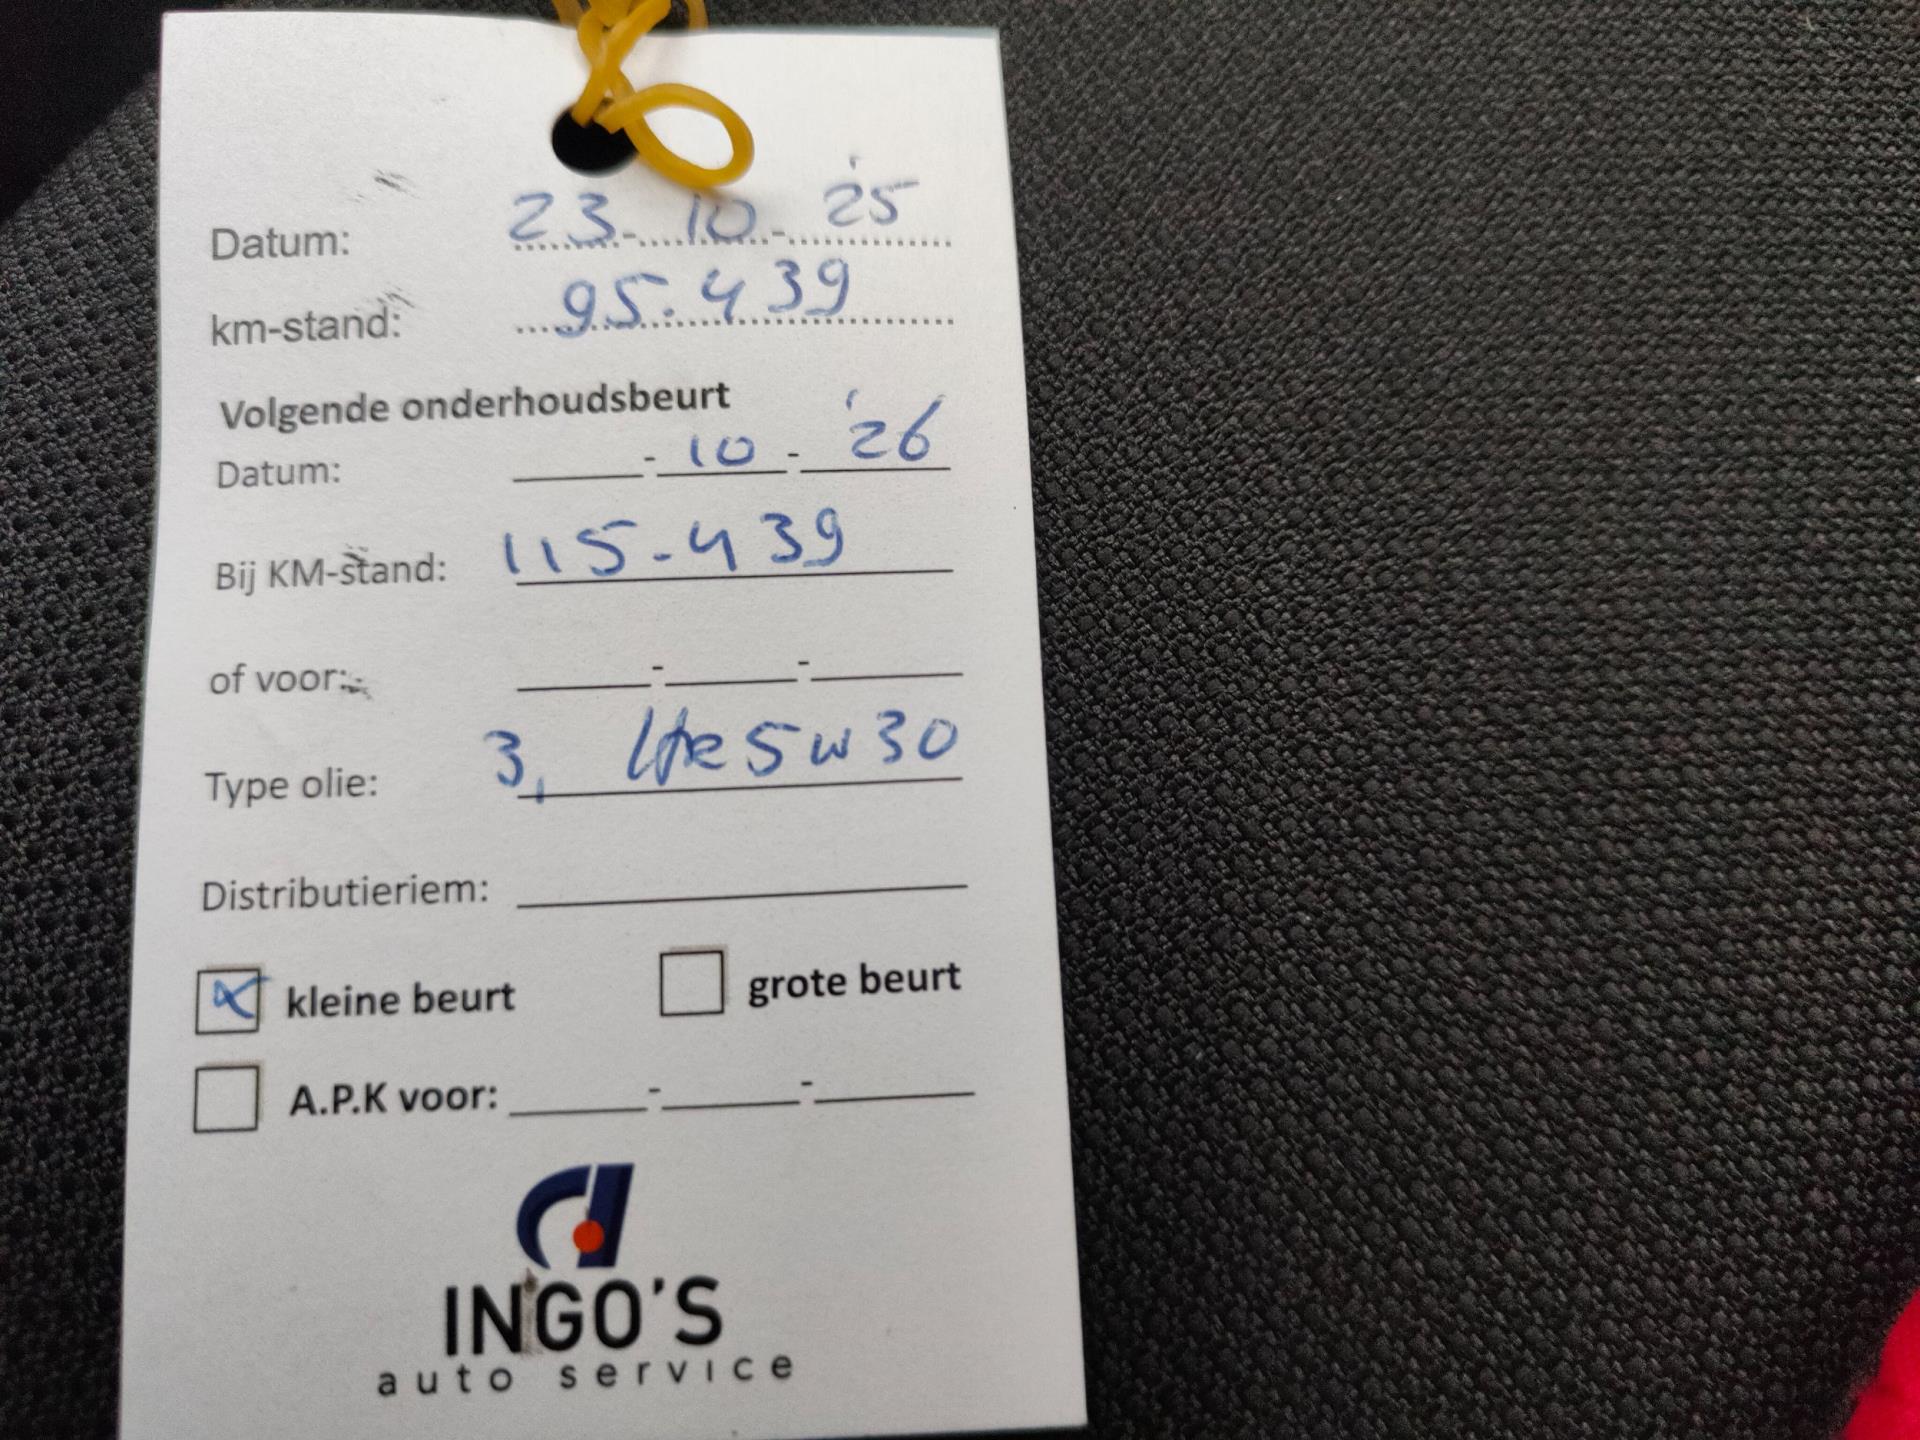 Datum: 23-10-'25
km-stand: 95.439
Volgende onderhoudsbeurt
Datum: -10-'26
Bij KM-stand: 115.439
of voor: - -
Type olie: 3, Ltr 5w30
Distributieriem:
kleine beurt grote beurt
A.P.K voor: - -
INGO'S
auto service